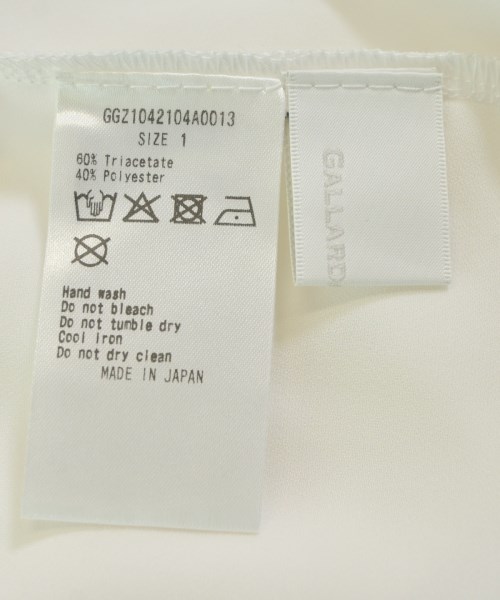 GGZ1042104A0013
SIZE 1
60% Triacetate
40% Polyester
Hand wash
Do not bleach
Do not tumble dry
Cool iron
Do not dry clean
MADE IN JAPAN